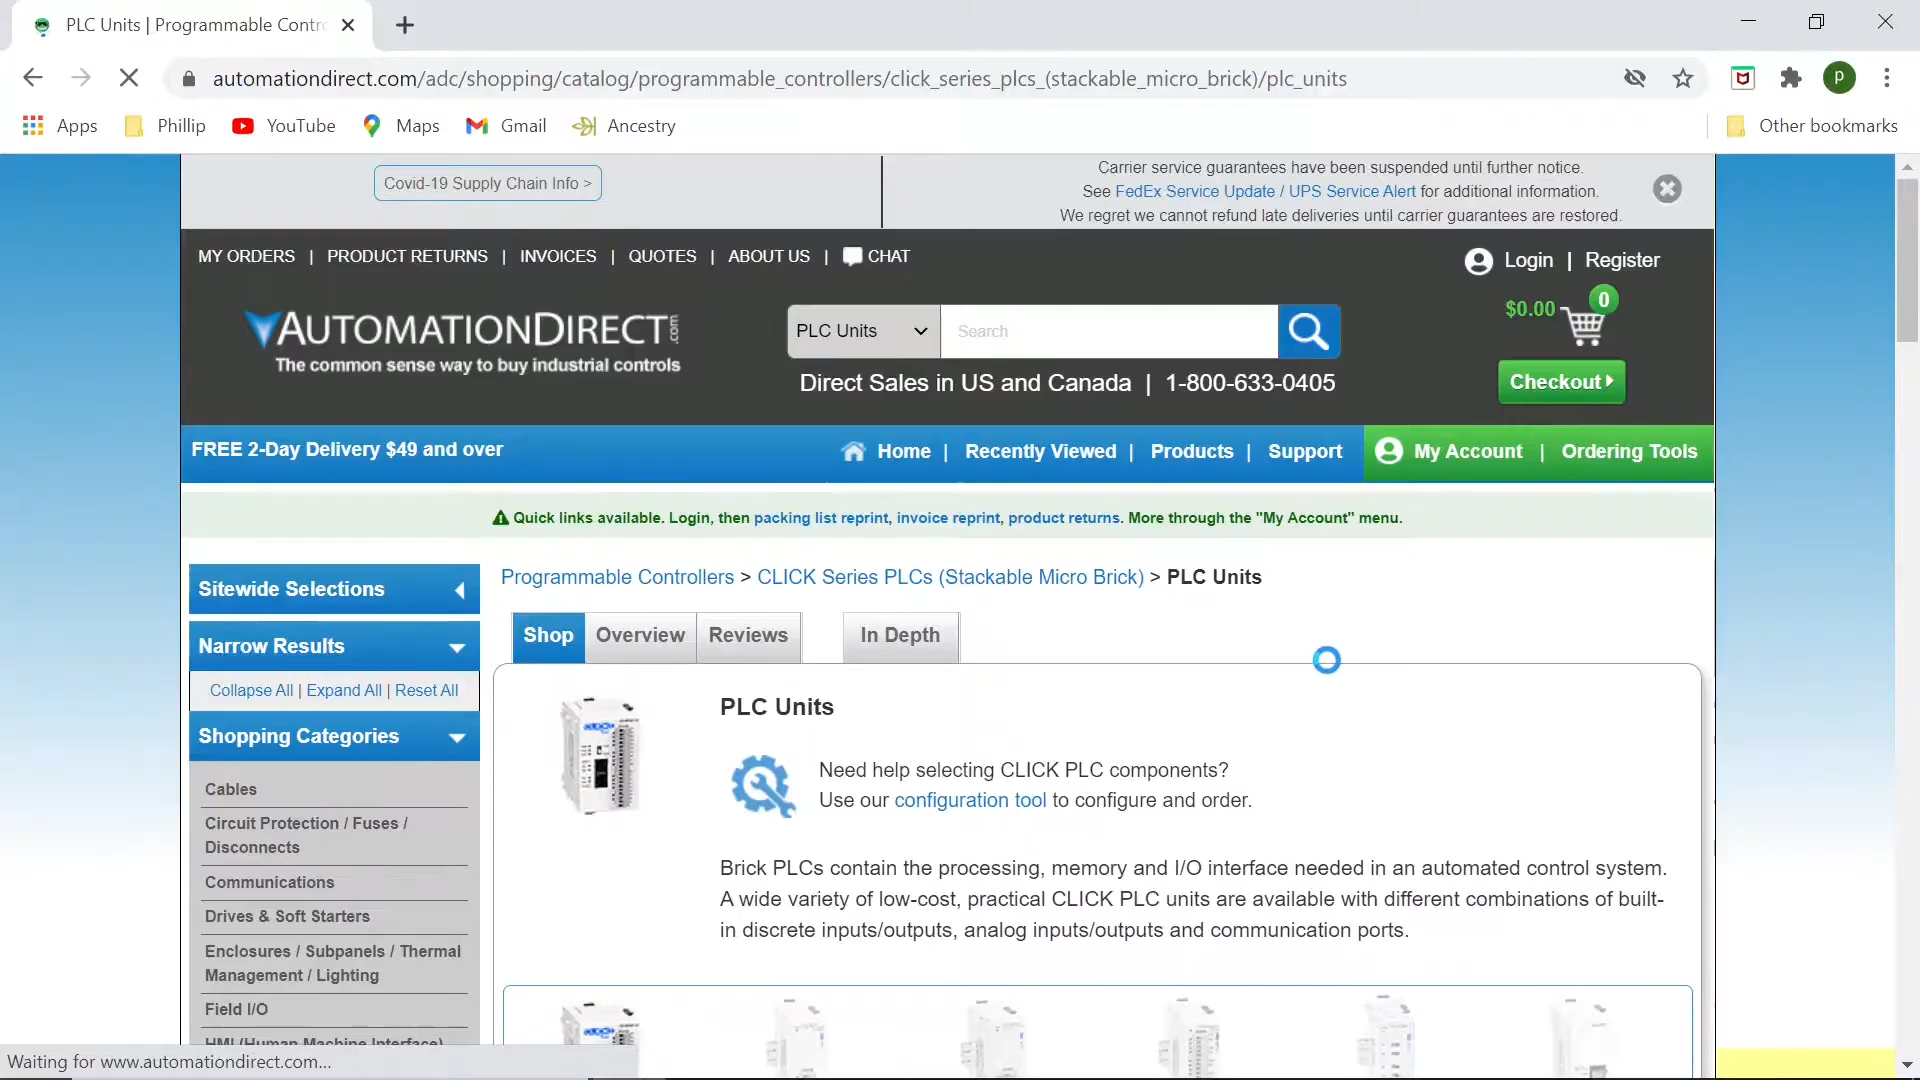 PLC Units | Programmable Contro
automationdirect.com/adc/shopping/catalog/programmable_controllers/click_series_plcs_(stackable_micro_brick)/plc_units
p
Apps
Phillip
YouTube
Maps
Gmail
Ancestry
Other bookmarks
Covid-19 Supply Chain Info >
Carrier service guarantees have been suspended until further notice.
See FedEx Service Update / UPS Service Alert for additional information.
We regret we cannot refund late deliveries until carrier guarantees are restored.
MY ORDERS | PRODUCT RETURNS | INVOICES | QUOTES | ABOUT US | CHAT
Login | Register
AUTOMATIONDIRECT.com
The common sense way to buy industrial controls
PLC Units
Search
$0.00
0
Direct Sales in US and Canada | 1-800-633-0405
Checkout
FREE 2-Day Delivery $49 and over
Home | Recently Viewed | Products | Support
My Account | Ordering Tools
Quick links available. Login, then packing list reprint, invoice reprint, product returns. More through the "My Account" menu.
Sitewide Selections
Narrow Results
Collapse All | Expand All | Reset All
Shopping Categories
Cables
Circuit Protection / Fuses /
Disconnects
Communications
Drives & Soft Starters
Enclosures / Subpanels / Thermal
Management / Lighting
Field I/O
HMI (Human Machine Interface)
Programmable Controllers > CLICK Series PLCs (Stackable Micro Brick) > PLC Units
Shop
Overview
Reviews
In Depth
PLC Units
Need help selecting CLICK PLC components?
Use our configuration tool to configure and order.
Brick PLCs contain the processing, memory and I/O interface needed in an automated control system.
A wide variety of low-cost, practical CLICK PLC units are available with different combinations of built-
in discrete inputs/outputs, analog inputs/outputs and communication ports.
Waiting for www.automationdirect.com...